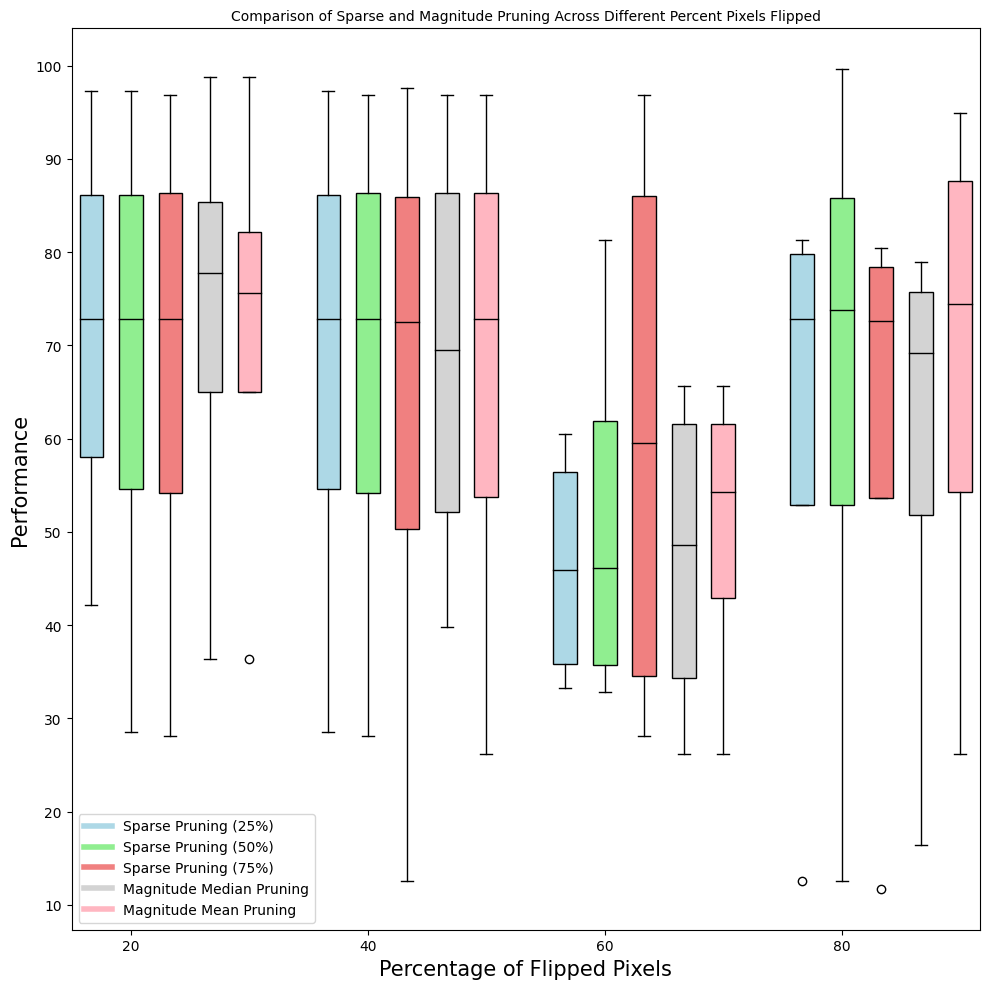 Comparison of Sparse and Magnitude Pruning Across Different Percent Pixels Flipped
Performance
100
90
80
70
60
50
40
30
20
10
Sparse Pruning (25%)
Sparse Pruning (50%)
Sparse Pruning (75%)
Magnitude Median Pruning
Magnitude Mean Pruning
20 40 60 80
Percentage of Flipped Pixels